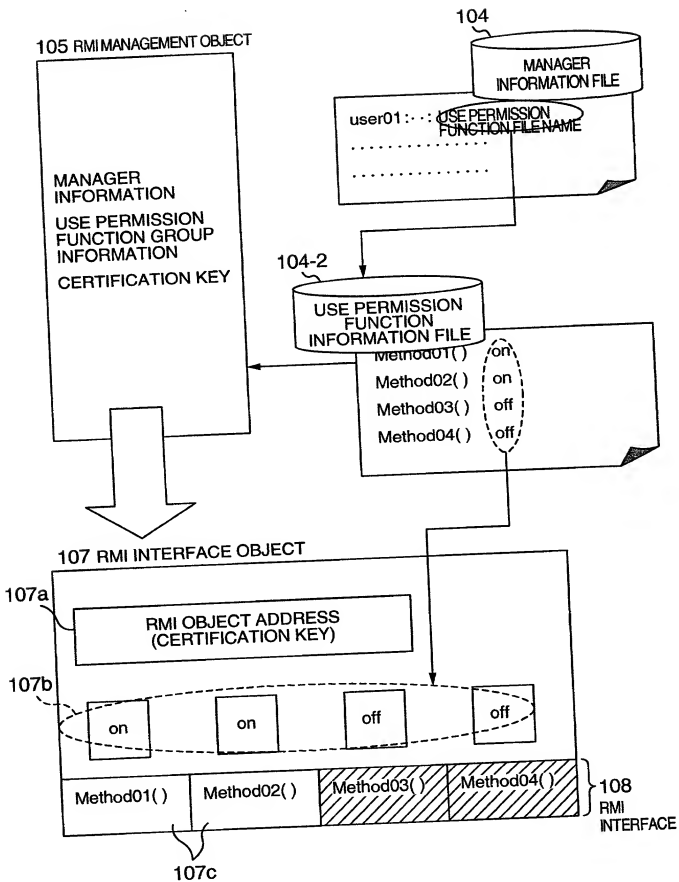 105 RMI MANAGEMENT OBJECT
104
MANAGER
INFORMATION FILE
user01 : · · : USE PERMISSION
FUNCTION FILE NAME
MANAGER
INFORMATION
USE PERMISSION
FUNCTION GROUP
INFORMATION
CERTIFICATION KEY
104-2
USE PERMISSION
FUNCTION
INFORMATION FILE
Method01( ) on
Method02( ) on
Method03( ) off
Method04( ) off
107 RMI INTERFACE OBJECT
107a
RMI OBJECT ADDRESS
(CERTIFICATION KEY)
107b
on on off off
Method01( ) Method02( ) Method03( ) Method04( )
108
RMI
INTERFACE
107c